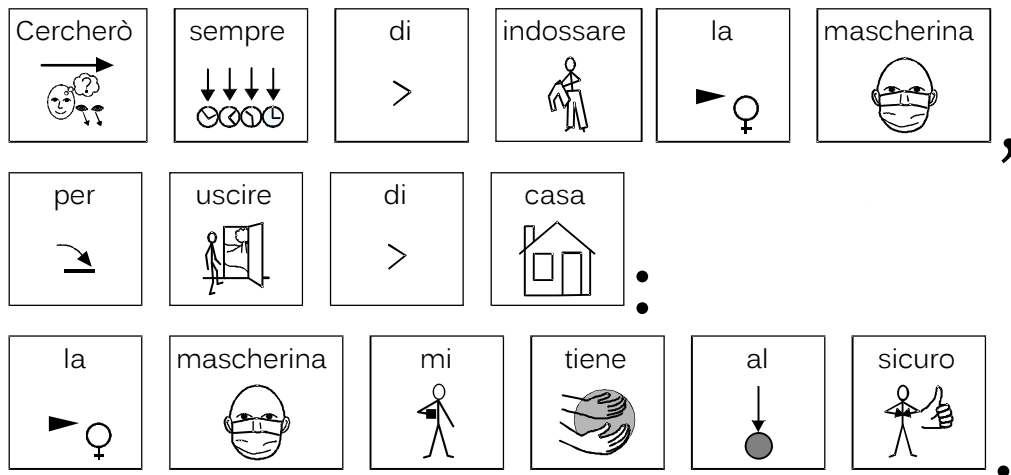 Cercherò sempre di indossare la mascherina,
per uscire di casa:
la mascherina mi tiene al sicuro.